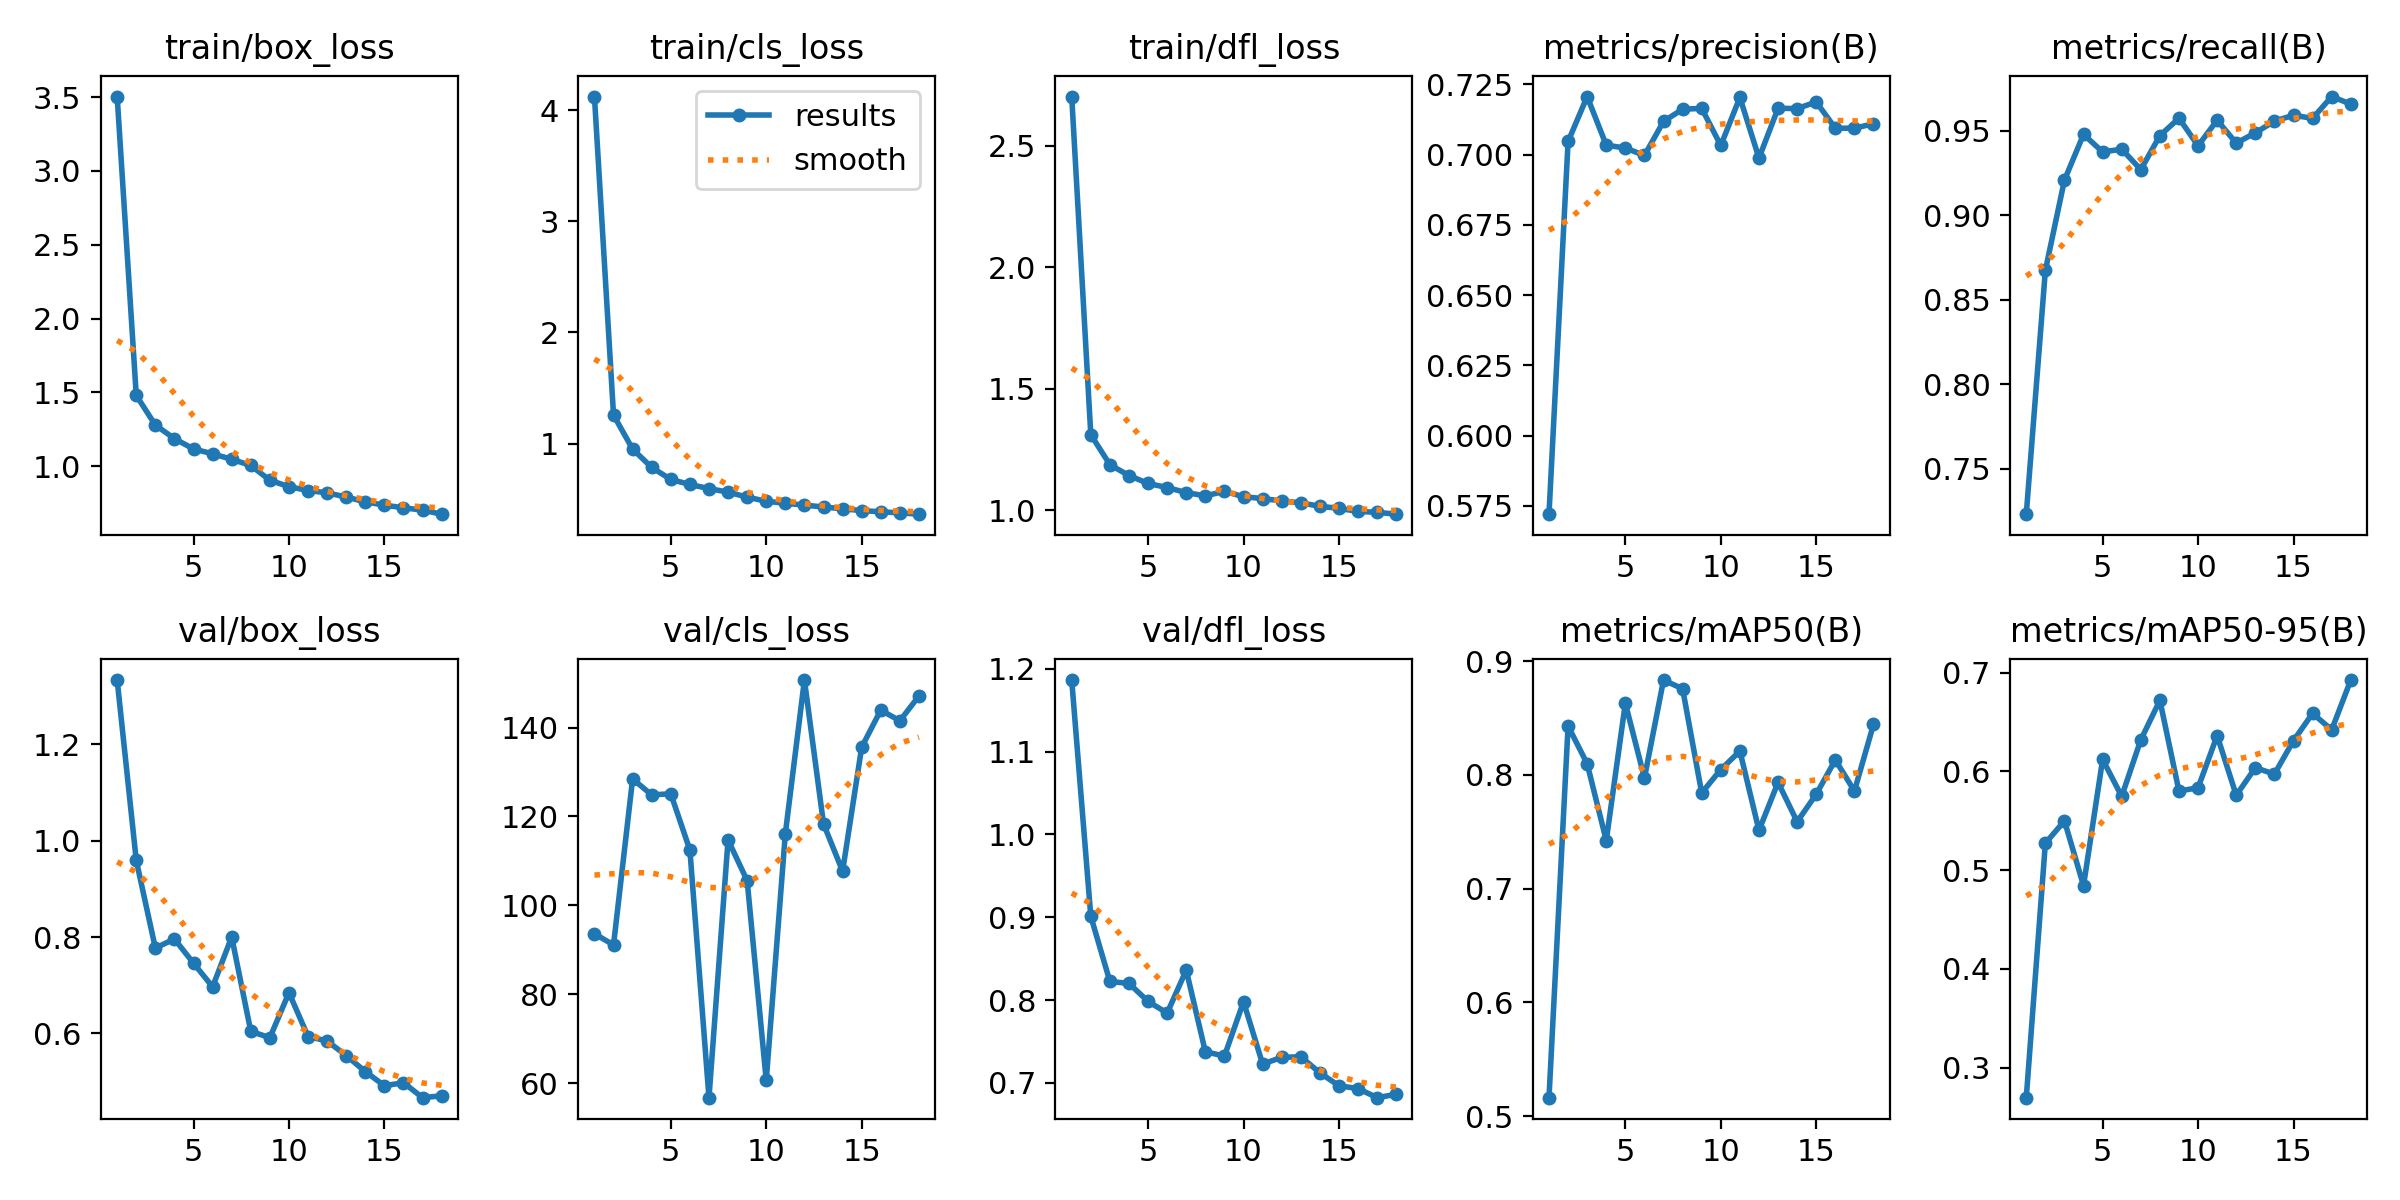 train/box_loss
3.5
3.0
2.5
2.0
1.5
1.0
5 10 15
train/cls_loss
results
smooth
4
3
2
1
5 10 15
train/dfl_loss
2.5
2.0
1.5
1.0
5 10 15
metrics/precision(B)
0.725
0.700
0.675
0.650
0.625
0.600
0.575
5 10 15
metrics/recall(B)
0.95
0.90
0.85
0.80
0.75
5 10 15
val/box_loss
1.2
1.0
0.8
0.6
5 10 15
val/cls_loss
140
120
100
80
60
5 10 15
val/dfl_loss
1.2
1.1
1.0
0.9
0.8
0.7
5 10 15
metrics/mAP50(B)
0.9
0.8
0.7
0.6
0.5
5 10 15
metrics/mAP50-95(B)
0.7
0.6
0.5
0.4
0.3
5 10 15